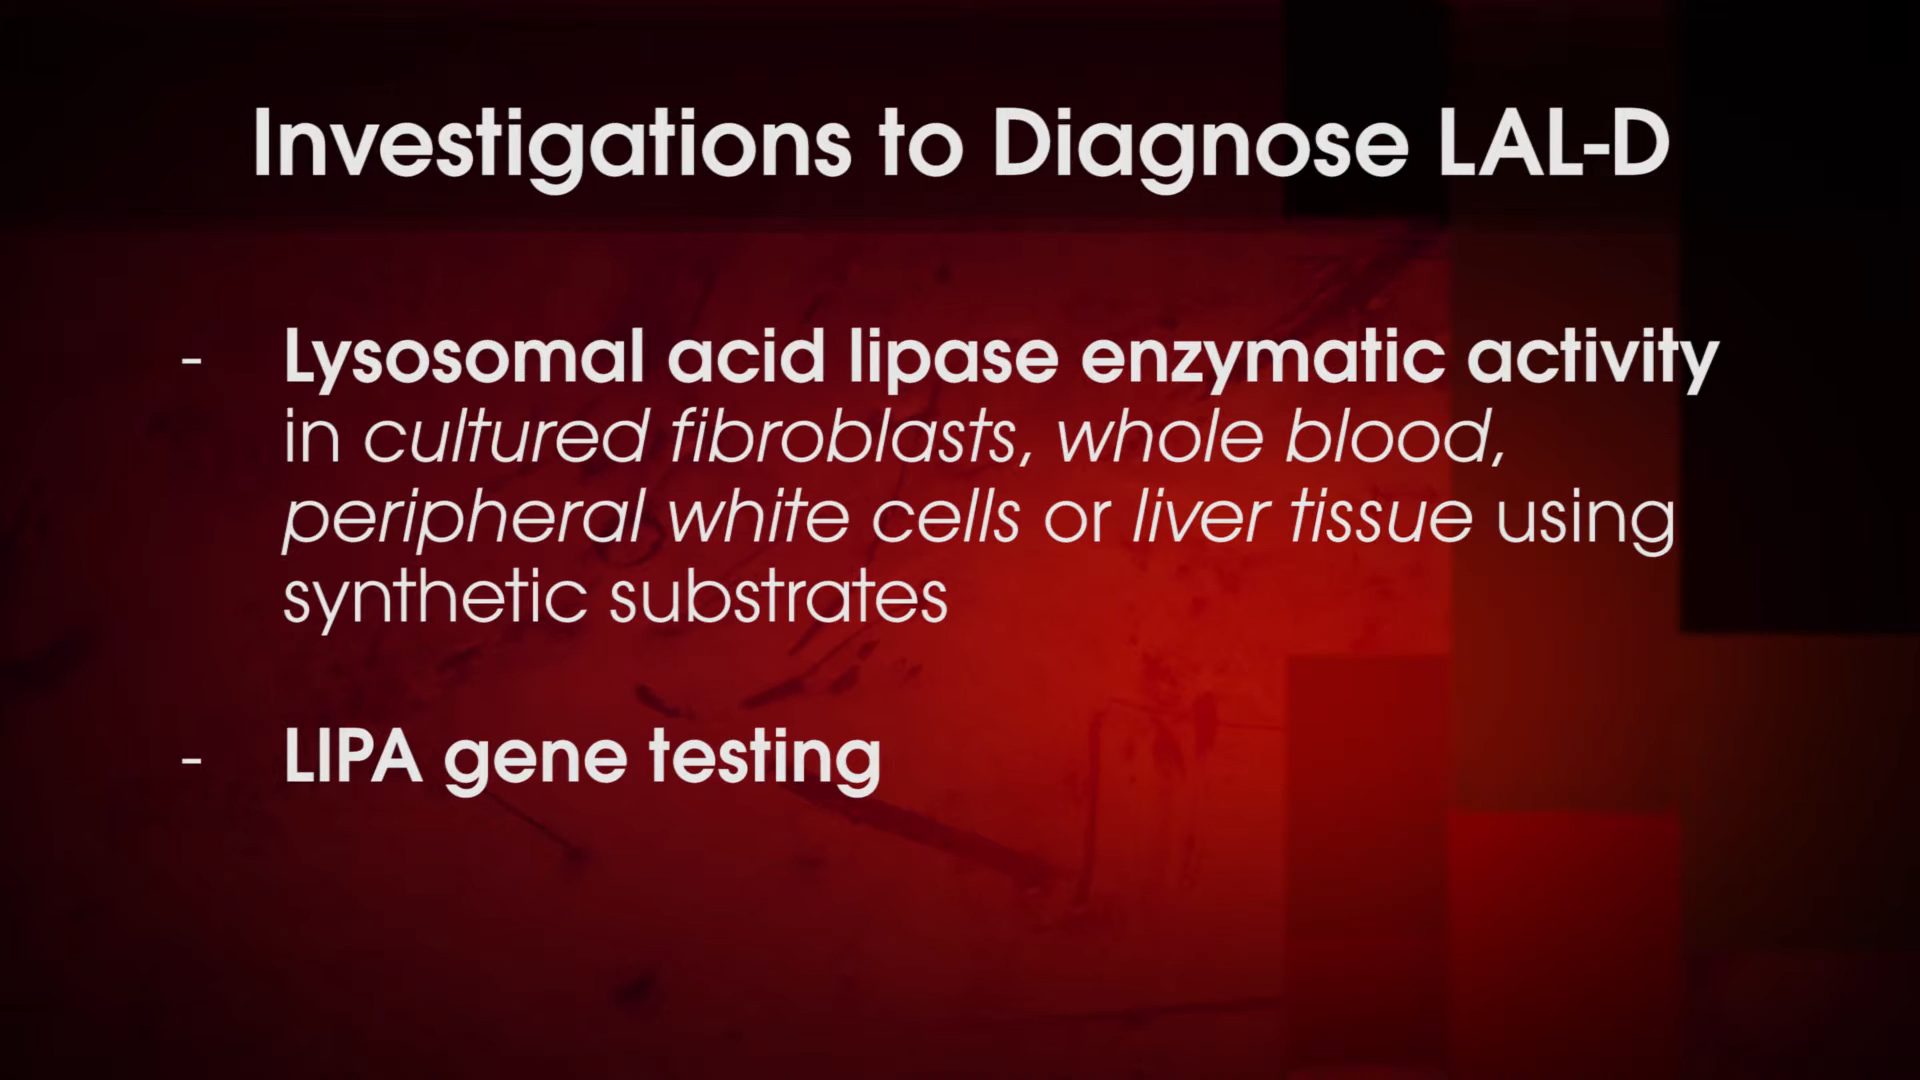 Investigations to Diagnose LAL-D
- Lysosomal acid lipase enzymatic activity
in cultured fibroblasts, whole blood,
peripheral white cells or liver tissue using
synthetic substrates
- LIPA gene testing